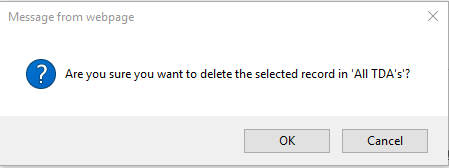 Message from webpage
Are you sure you want to delete the selected record in 'All TDA's'?
OK
Cancel